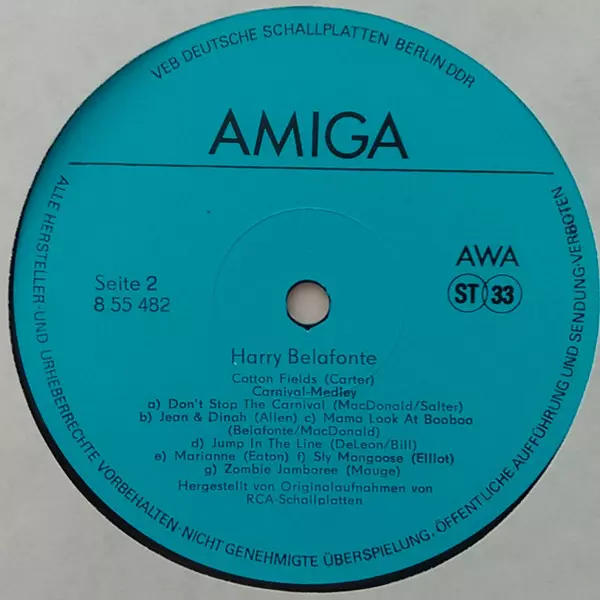 VEB DEUTSCHE SCHALLPLATTEN BERLIN DDR
AMIGA
Seite 2
8 55 482
AWA
ST 33
Harry Belafonte
Cotton Fields (Carter)
Carnival-Medley
a) Don't Stop The Carnival (MacDonald/Salter)
b) Jean & Dinah (Allen) c) Mama Look At Booboo
(Belafonte/MacDonald)
d) Jump In The Line (DeLeon/Bill)
e) Marianne (Eaton) f) Sly Mongoose (Elliot)
g) Zombie Jamboree (Mauge)
Hergestellt von Originalaufnahmen von
RCA-Schallplatten
ALLE HERSTELLER-UND URHEBERRECHTE VORBEHALTEN·NICHT GENEHMIGTE ÜBERSPIELUNG, ÖFFENTLICHE AUFFÜHRUNG UND SENDUNG·VERBOTEN